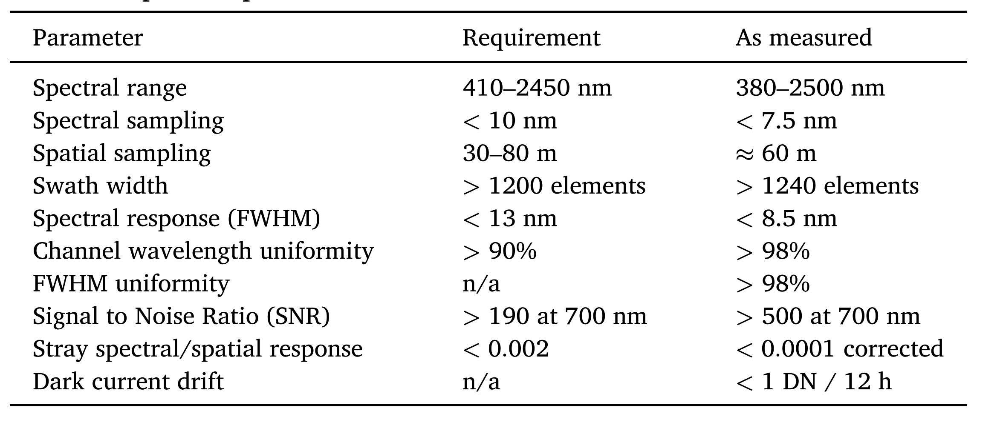 Parameter Requirement As measured
Spectral range 410–2450 nm 380–2500 nm
Spectral sampling < 10 nm < 7.5 nm
Spatial sampling 30–80 m ≈ 60 m
Swath width > 1200 elements > 1240 elements
Spectral response (FWHM) < 13 nm < 8.5 nm
Channel wavelength uniformity > 90% > 98%
FWHM uniformity n/a > 98%
Signal to Noise Ratio (SNR) > 190 at 700 nm > 500 at 700 nm
Stray spectral/spatial response < 0.002 < 0.0001 corrected
Dark current drift n/a < 1 DN / 12 h